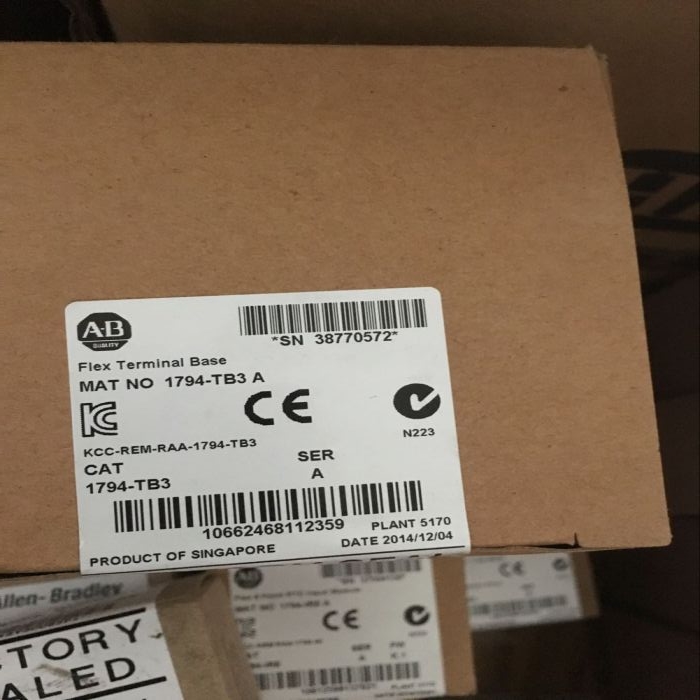 A-B
QUALITY
*SN 38770572*
Flex Terminal Base
MAT NO 1794-TB3 A
CE
N223
KCC-REM-RAA-1794-TB3
CAT
1794-TB3
SER
A
10662468112359
PLANT 5170
DATE 2014/12/04
PRODUCT OF SINGAPORE
Allen-Bradley
TORY
ALED
CE
CE